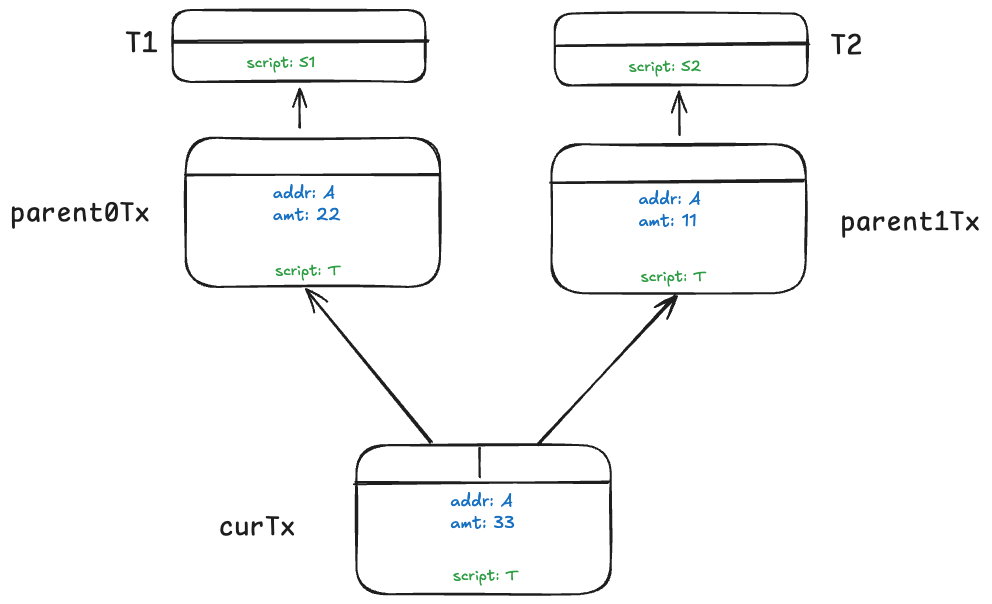 T1
script: S1
T2
script: S2
parent0Tx
addr: A
amt: 22
script: T
addr: A
amt: 11
script: T
parent1Tx
curTx
addr: A
amt: 33
script: T